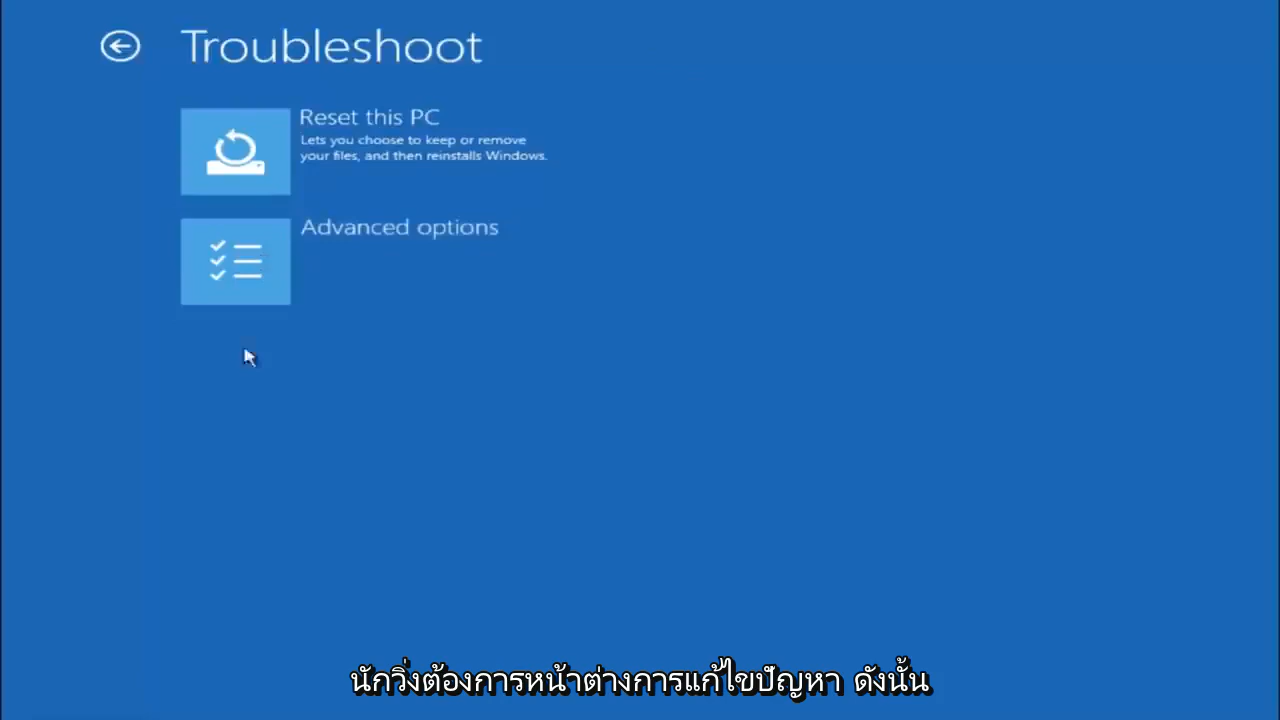 Troubleshoot
Reset this PC
Lets you choose to keep or remove
your files, and then reinstalls Windows.
Advanced options
นักวิ่งต้องการหน้าต่างการแก้ไขปัญหา ดังนั้น